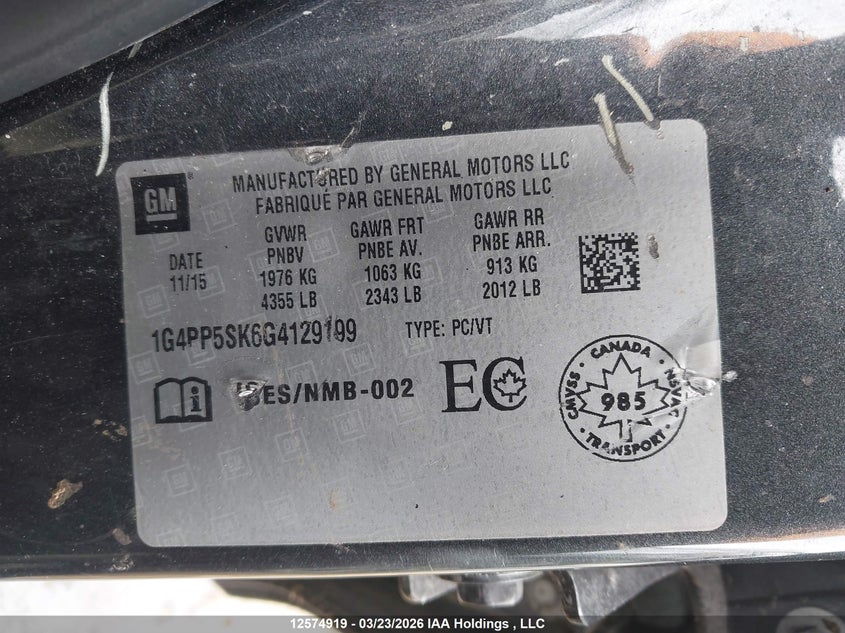 GM
MANUFACTURED BY GENERAL MOTORS LLC
FABRIQUÉ PAR GENERAL MOTORS LLC
DATE
11/15
GVWR
PNBV
1976 KG
4355 LB
GAWR FRT
PNBE AV.
1063 KG
2343 LB
GAWR RR
PNBE ARR.
913 KG
2012 LB
1G4PP5SK6G4129199
TYPE: PC/VT
i
/NMB-002
EC
CANADA
CMVSS
NSVAC
985
TRANSPORT
12574919 - 03/23/2026 IAA Holdings , LLC